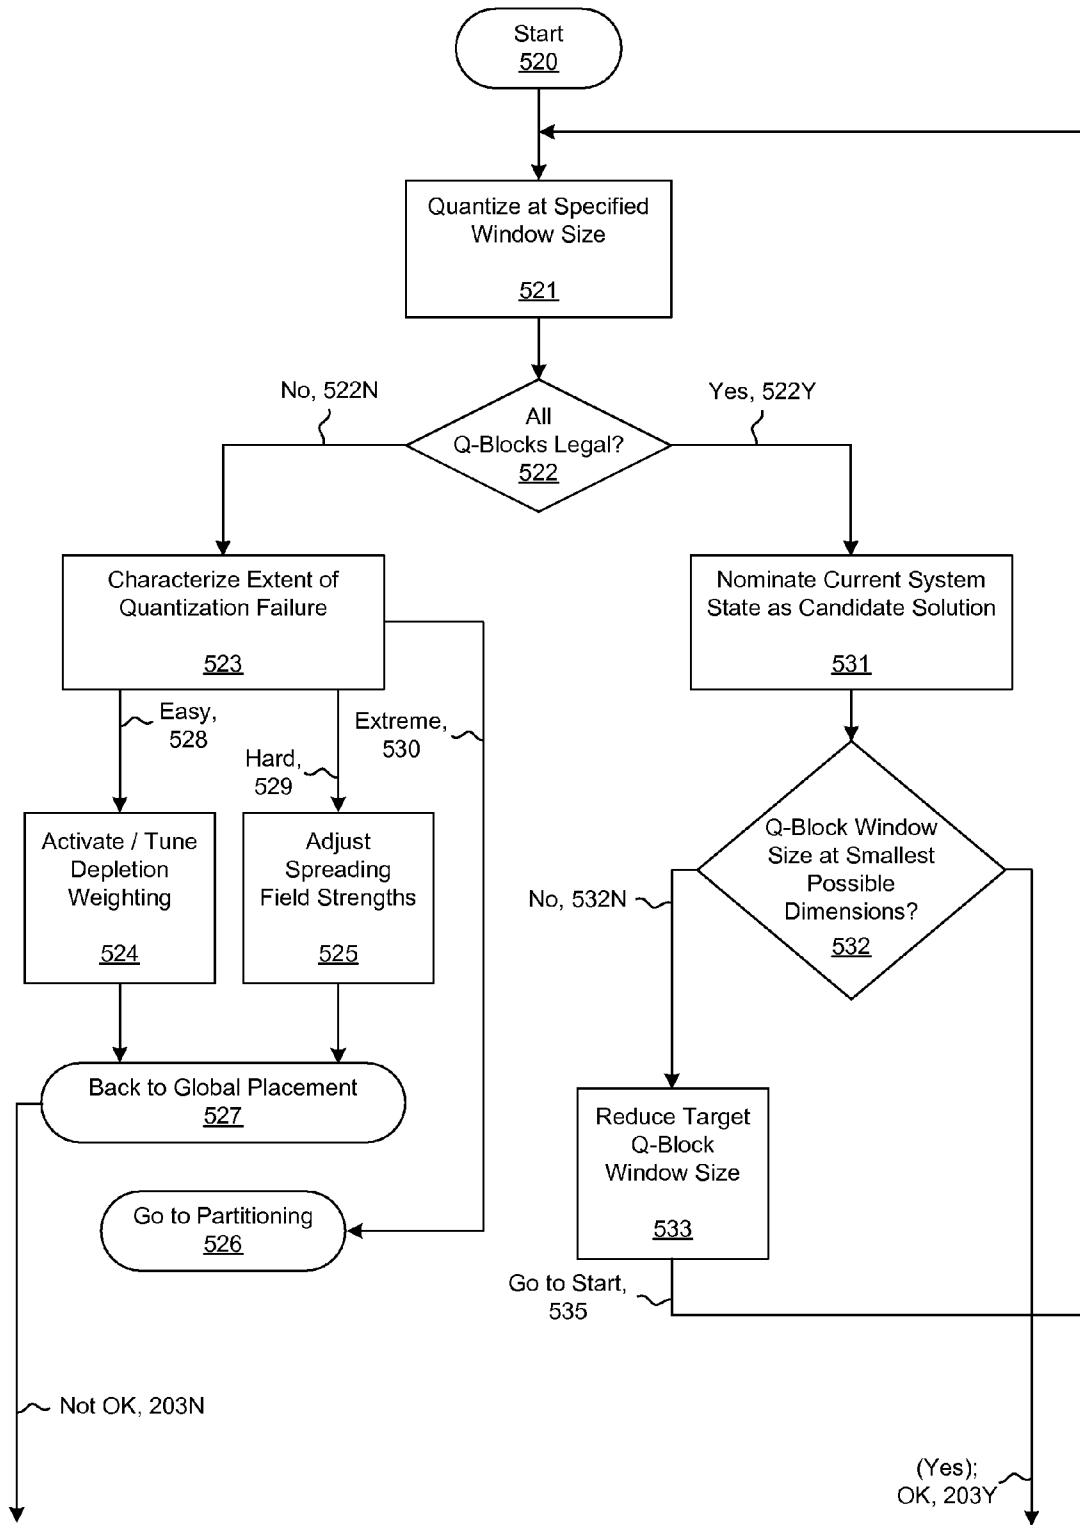 Start
520
Quantize at Specified
Window Size
521
No, 522N
Yes, 522Y
All
Q-Blocks Legal?
522
Characterize Extent of
Quantization Failure
523
Nominate Current System
State as Candidate Solution
531
Easy,
528
Hard,
529
Extreme,
530
Activate / Tune
Depletion
Weighting
524
Adjust
Spreading
Field Strengths
525
Q-Block Window
Size at Smallest
Possible
Dimensions?
532
No, 532N
Back to Global Placement
527
Go to Partitioning
526
Reduce Target
Q-Block
Window Size
533
Go to Start,
535
Not OK, 203N
(Yes);
OK, 203Y